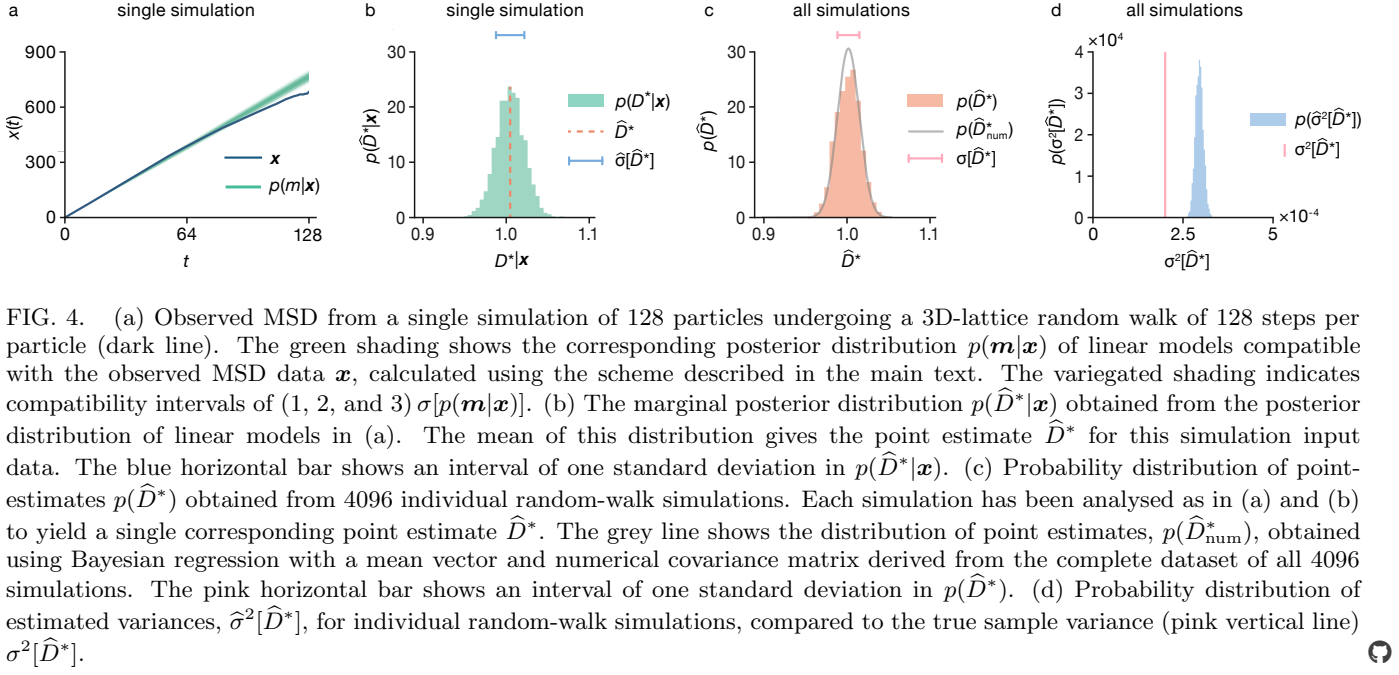 a single simulation
b single simulation
c all simulations
d all simulations
900
600
300
0
x(t)
0 64 128
t
x
p(m|x)
30
20
10
0
p(D̂*|x)
0.9 1.0 1.1
D*|x
p(D*|x)
D̂*
σ̂[D̂*]
30
20
10
0
p(D̂*)
0.9 1.0 1.1
D̂*
p(D̂*)
p(D̂*num)
σ[D̂*]
×10⁴
4
3
2
1
0
p(σ²[D̂*])
0 2.5 5
×10⁻⁴
σ²[D̂*]
p(σ̂²[D̂*])
σ²[D̂*]
FIG. 4. (a) Observed MSD from a single simulation of 128 particles undergoing a 3D-lattice random walk of 128 steps per
particle (dark line). The green shading shows the corresponding posterior distribution p(m|x) of linear models compatible
with the observed MSD data x, calculated using the scheme described in the main text. The variegated shading indicates
compatibility intervals of (1, 2, and 3) σ[p(m|x)]. (b) The marginal posterior distribution p(D̂*|x) obtained from the posterior
distribution of linear models in (a). The mean of this distribution gives the point estimate D̂* for this simulation input
data. The blue horizontal bar shows an interval of one standard deviation in p(D̂*|x). (c) Probability distribution of point-
estimates p(D̂*) obtained from 4096 individual random-walk simulations. Each simulation has been analysed as in (a) and (b)
to yield a single corresponding point estimate D̂*. The grey line shows the distribution of point estimates, p(D̂*num), obtained
using Bayesian regression with a mean vector and numerical covariance matrix derived from the complete dataset of all 4096
simulations. The pink horizontal bar shows an interval of one standard deviation in p(D̂*). (d) Probability distribution of
estimated variances, σ̂²[D̂*], for individual random-walk simulations, compared to the true sample variance (pink vertical line)
σ²[D̂*].